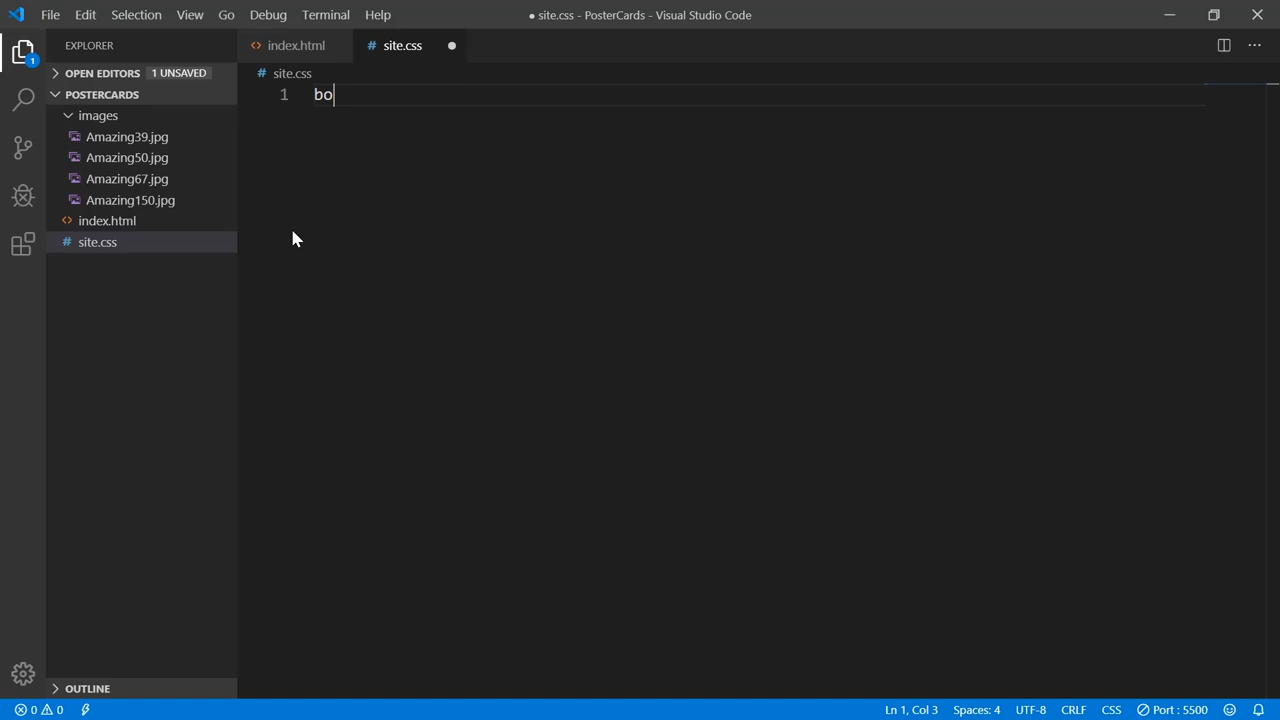 File Edit Selection View Go Debug Terminal Help
● site.css - PosterCards - Visual Studio Code
EXPLORER
index.html
# site.css ●
OPEN EDITORS 1 UNSAVED
# site.css
POSTERCARDS
1 bo
images
Amazing39.jpg
Amazing50.jpg
Amazing67.jpg
Amazing150.jpg
index.html
# site.css
1
OUTLINE
0 0
Ln 1, Col 3 Spaces: 4 UTF-8 CRLF CSS Port : 5500